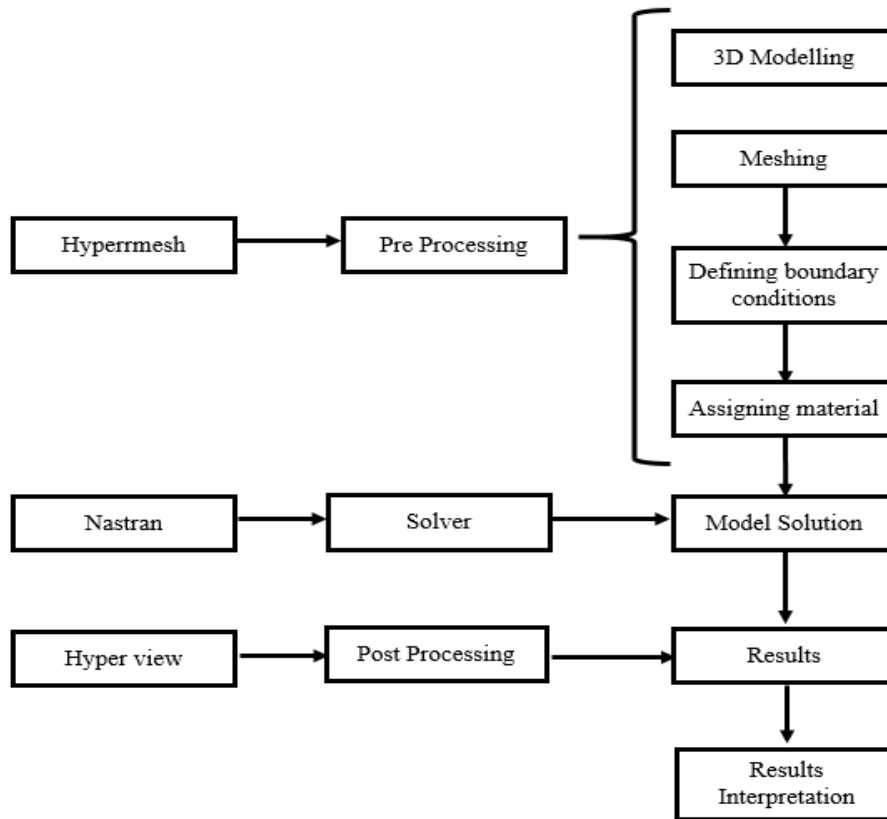 3D Modelling
Meshing
Hyperrmesh
Pre Processing
Defining boundary
conditions
Assigning material
Nastran
Solver
Model Solution
Hyper view
Post Processing
Results
Results
Interpretation